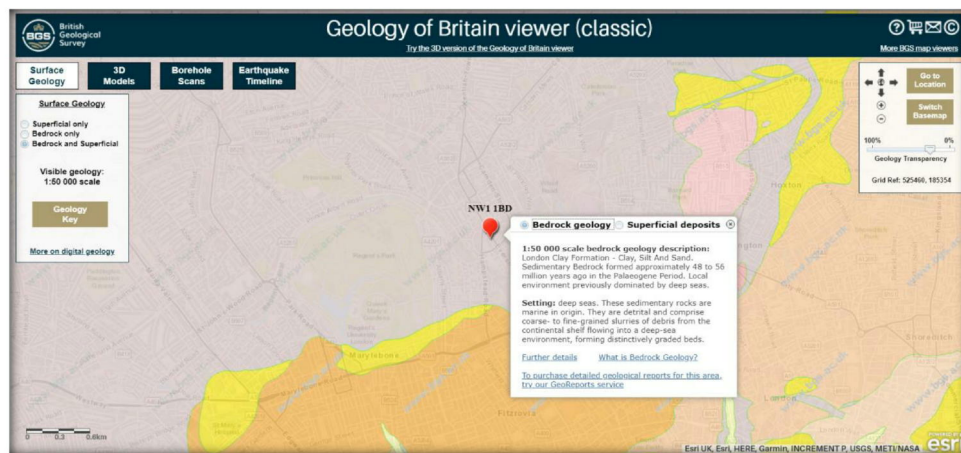 BGS
British
Geological
Survey
Geology of Britain viewer (classic)
Try the 3D version of the Geology of Britain viewer
More BGS map viewers
Surface
Geology
3D
Models
Borehole
Scans
Earthquake
Timeline
Surface Geology
Superficial only
Bedrock only
Bedrock and Superficial
Visible geology:
1:50 000 scale
Geology
Key
More on digital geology
Go to
Location
Switch
Basemap
100%
0%
Geology Transparency
Grid Ref: 525460, 185354
NW1 1BD
Bedrock geology
Superficial deposits
1:50 000 scale bedrock geology description:
London Clay Formation - Clay, Silt And Sand.
Sedimentary Bedrock formed approximately 48 to 56
million years ago in the Palaeogene Period. Local
environment previously dominated by deep seas.
Setting: deep seas. These sedimentary rocks are
marine in origin. They are detrital and comprise
coarse- to fine-grained slurries of debris from the
continental shelf flowing into a deep-sea
environment, forming distinctively graded beds.
Further details
What is Bedrock Geology?
To purchase detailed geological reports for this area,
try our GeoReports service
Hoxton
Marylebone
Fitzrovia
Shoreditch
0
0.3
0.6km
Esri UK, Esri, HERE, Garmin, INCREMENT P, USGS, METI/NASA
esri